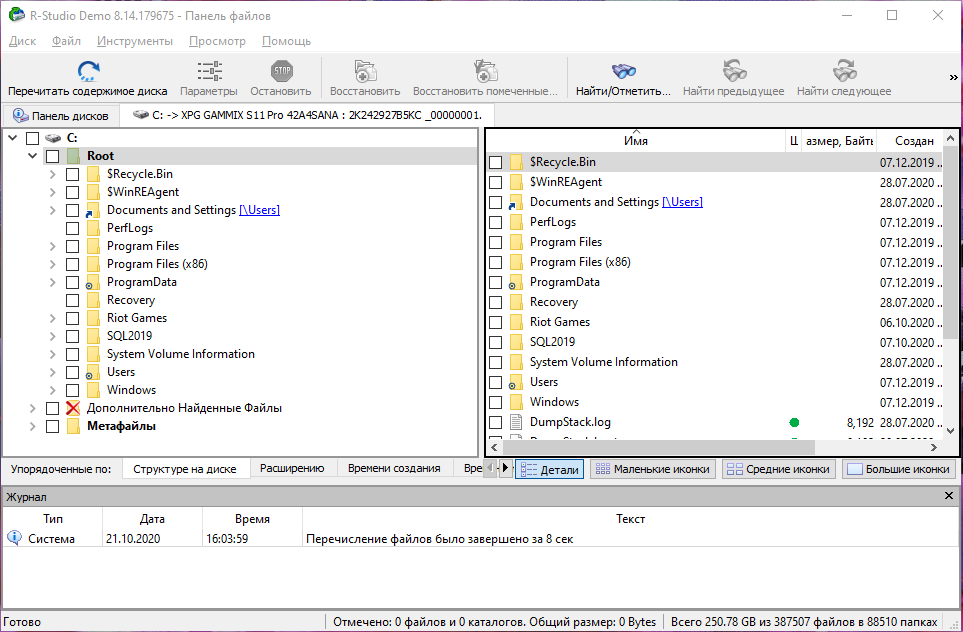 R-Studio Demo 8.14.179675 - Панель файлов
Диск Файл Инструменты Просмотр Помощь
Перечитать содержимое диска Параметры Остановить Восстановить Восстановить помеченные... Найти/Отметить... Найти предыдущее Найти следующее »
Панель дисков C: -> XPG GAMMIX S11 Pro 42A4SANA : 2K242927B5KC _00000001.
C:
Root
$Recycle.Bin
$WinREAgent
Documents and Settings [\Users]
PerfLogs
Program Files
Program Files (x86)
ProgramData
Recovery
Riot Games
SQL2019
System Volume Information
Users
Windows
Дополнительно Найденные Файлы
Метафайлы
Имя Ц азмер, Байты Создан
$Recycle.Bin 07.12.2019 ..
$WinREAgent 28.07.2020 ..
Documents and Settings [\Users] 28.07.2020 ..
PerfLogs 07.12.2019 ..
Program Files 07.12.2019 ..
Program Files (x86) 07.12.2019 ..
ProgramData 07.12.2019 ..
Recovery 28.07.2020 ..
Riot Games 06.10.2020 ..
SQL2019 07.10.2020 ..
System Volume Information 28.07.2020 ..
Users 07.12.2019 ..
Windows 07.12.2019 ..
DumpStack.log 8,192 28.07.2020 ..
Упорядоченные по: Структуре на диске Расширению Времени создания Вре Детали Маленькие иконки Средние иконки Большие иконки
Журнал
Тип Дата Время Текст
Система 21.10.2020 16:03:59 Перечисление файлов было завершено за 8 сек
Готово Отмечено: 0 файлов и 0 каталогов. Общий размер: 0 Bytes Всего 250.78 GB из 387507 файлов в 88510 папках